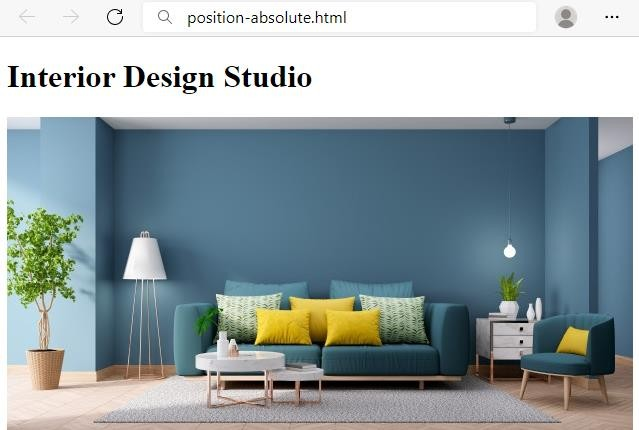 position-absolute.html
Interior Design Studio